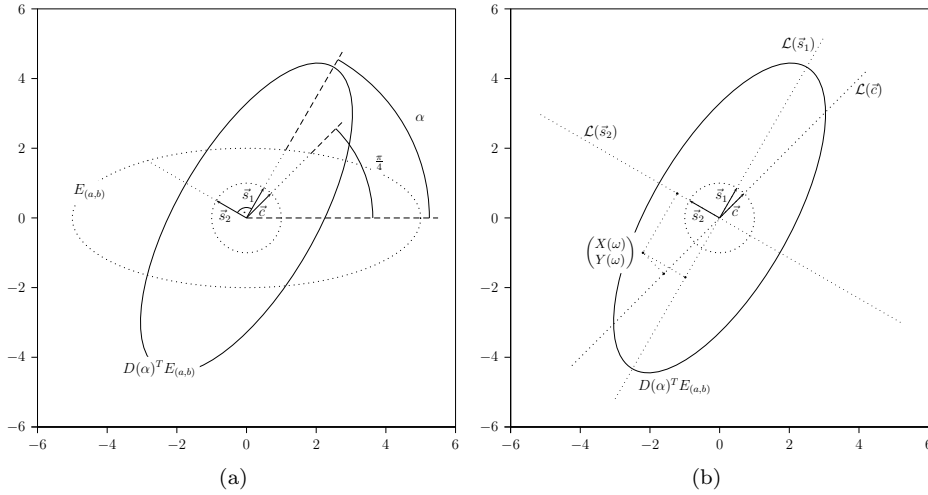 6
4
2
0
−2
−4
−6
−6 −4 −2 0 2 4 6
α
π/4
E(a,b)
s⃗1
s⃗2
c⃗
D(α)^T E(a,b)
(a)
6
4
2
0
−2
−4
−6
−6 −4 −2 0 2 4 6
L(s⃗1)
L(c⃗)
L(s⃗2)
s⃗1
s⃗2
c⃗
X(ω)
Y(ω)
D(α)^T E(a,b)
(b)